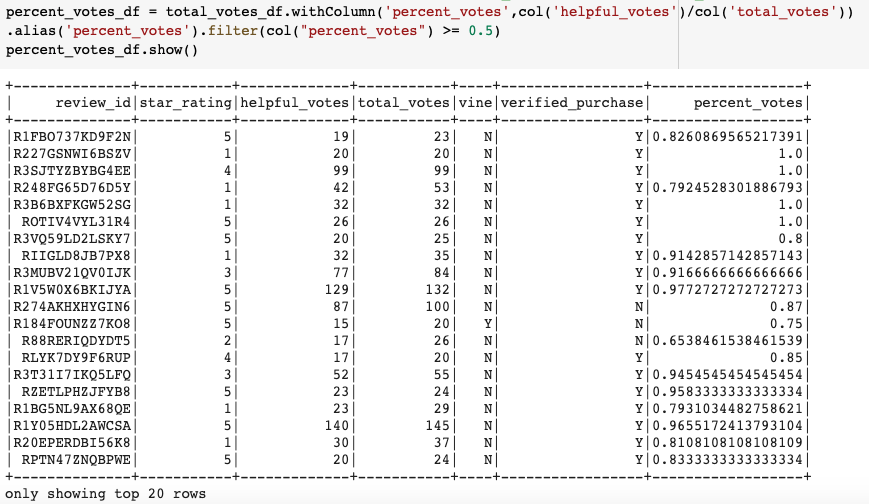 percent_votes_df = total_votes_df.withColumn('percent_votes',col('helpful_votes')/col('total_votes'))
.alias('percent_votes').filter(col("percent_votes") >= 0.5)
percent_votes_df.show()
+--------------+-----------+-------------+-----------+----+-----------------+------------------+
|     review_id|star_rating|helpful_votes|total_votes|vine|verified_purchase|     percent_votes|
+--------------+-----------+-------------+-----------+----+-----------------+------------------+
|R1FBO737KD9F2N|          5|           19|         23|   N|                Y|0.8260869565217391|
|R227GSNWI6BSZV|          1|           20|         20|   N|                Y|               1.0|
|R3SJTYZBYBG4EE|          4|           99|         99|   N|                Y|               1.0|
|R248FG65D76D5Y|          1|           42|         53|   N|                Y|0.7924528301886793|
|R3B6BXFKGW52SG|          1|           32|         32|   N|                Y|               1.0|
| ROTIV4VYL31R4|          5|           26|         26|   N|                Y|               1.0|
|R3VQ59LD2LSKY7|          5|           20|         25|   N|                Y|               0.8|
| RIIGLD8JB7PX8|          1|           32|         35|   N|                Y|0.9142857142857143|
|R3MUBV21QV0IJK|          3|           77|         84|   N|                Y|0.9166666666666666|
|R1V5W0X6BKIJYA|          5|          129|        132|   N|                Y|0.9772727272727273|
|R274AKHXHYGIN6|          5|           87|        100|   N|                N|              0.87|
|R184FOUNZZ7KO8|          5|           15|         20|   Y|                N|              0.75|
| R88RERIQDYDT5|          2|           17|         26|   N|                N|0.6538461538461539|
| RLYK7DY9F6RUP|          4|           17|         20|   N|                Y|              0.85|
|R3T31I7IKQ5LFQ|          3|           52|         55|   N|                Y|0.9454545454545454|
| RZETLPHZJFYB8|          5|           23|         24|   N|                Y|0.9583333333333334|
|R1BG5NL9AX68QE|          1|           23|         29|   N|                Y|0.7931034482758621|
|R1Y05HDL2AWCSA|          5|          140|        145|   N|                Y|0.9655172413793104|
|R20EPERDBI56K8|          1|           30|         37|   N|                Y|0.8108108108108109|
| RPTN47ZNQBPWE|          5|           20|         24|   N|                Y|0.8333333333333334|
+--------------+-----------+-------------+-----------+----+-----------------+------------------+
only showing top 20 rows